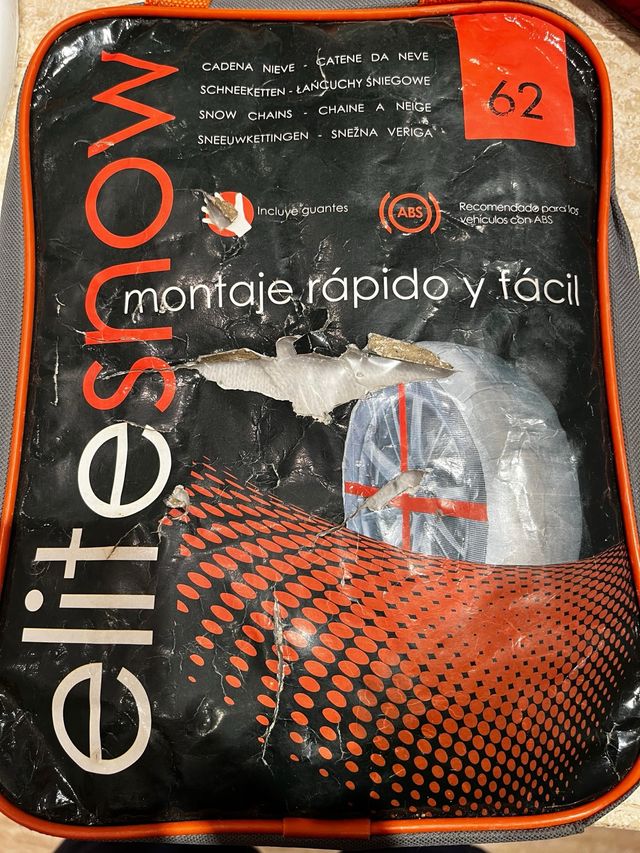 CADENA NIEVE - CATENE DA NEVE
SCHNEEKETTEN - ŁAŃCUCHY ŚNIEGOWE
SNOW CHAINS - CHAINE A NEIGE
SNEEUWKETTINGEN - SNEŽNA VERIGA
62
Incluye guantes
ABS
Recomendado para los
vehículos con ABS
montaje rápido y fácil
elitesnow